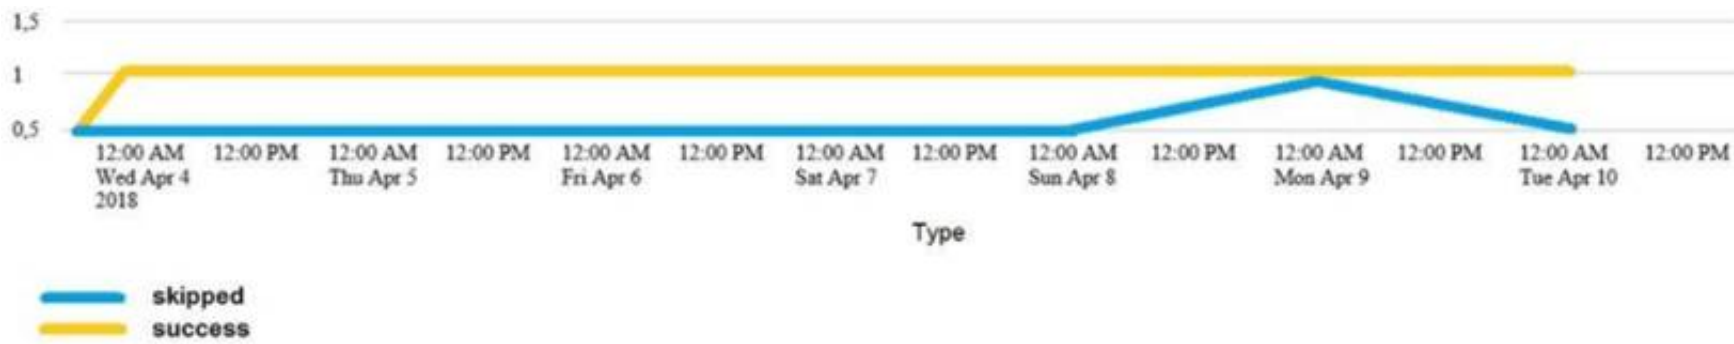 1,5
1
0,5
12:00 AM 12:00 PM 12:00 AM 12:00 PM 12:00 AM 12:00 PM 12:00 AM 12:00 PM 12:00 AM 12:00 PM 12:00 AM 12:00 PM 12:00 AM 12:00 PM
Wed Apr 4 Thu Apr 5 Fri Apr 6 Sat Apr 7 Sun Apr 8 Mon Apr 9 Tue Apr 10
2018
Type
skipped
success